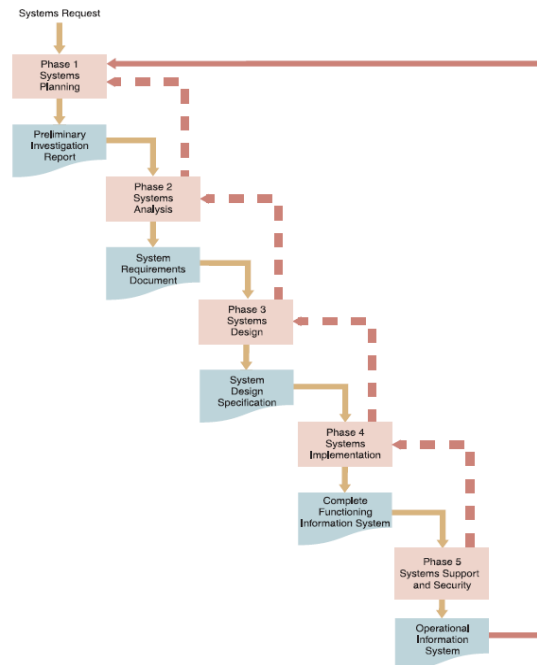 Systems Request
Phase 1
Systems
Planning
Preliminary
Investigation
Report
Phase 2
Systems
Analysis
System
Requirements
Document
Phase 3
Systems
Design
System
Design
Specification
Phase 4
Systems
Implementation
Complete
Functioning
Information System
Phase 5
Systems Support
and Security
Operational
Information
System